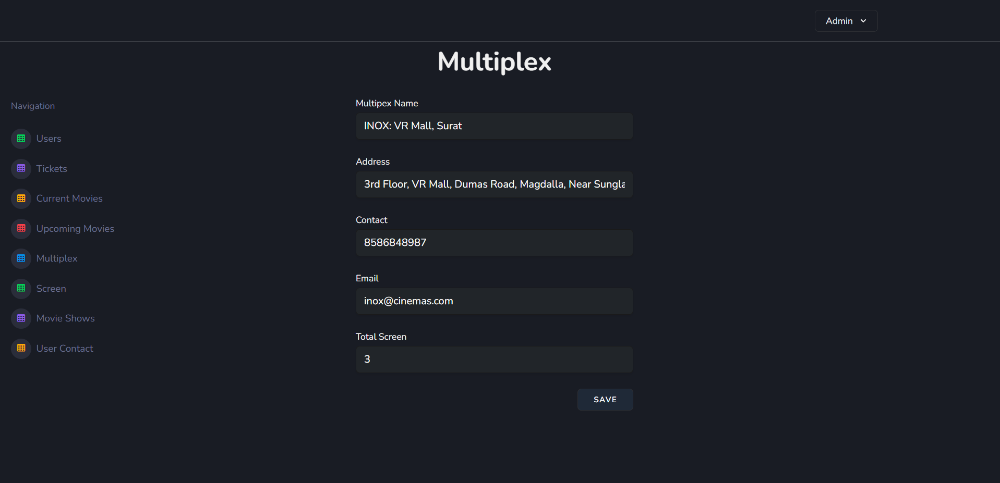 Admin
Multiplex
Navigation
Users
Tickets
Current Movies
Upcoming Movies
Multiplex
Screen
Movie Shows
User Contact
Multipex Name
INOX: VR Mall, Surat
Address
3rd Floor, VR Mall, Dumas Road, Magdalla, Near Sungla
Contact
8586848987
Email
inox@cinemas.com
Total Screen
3
SAVE